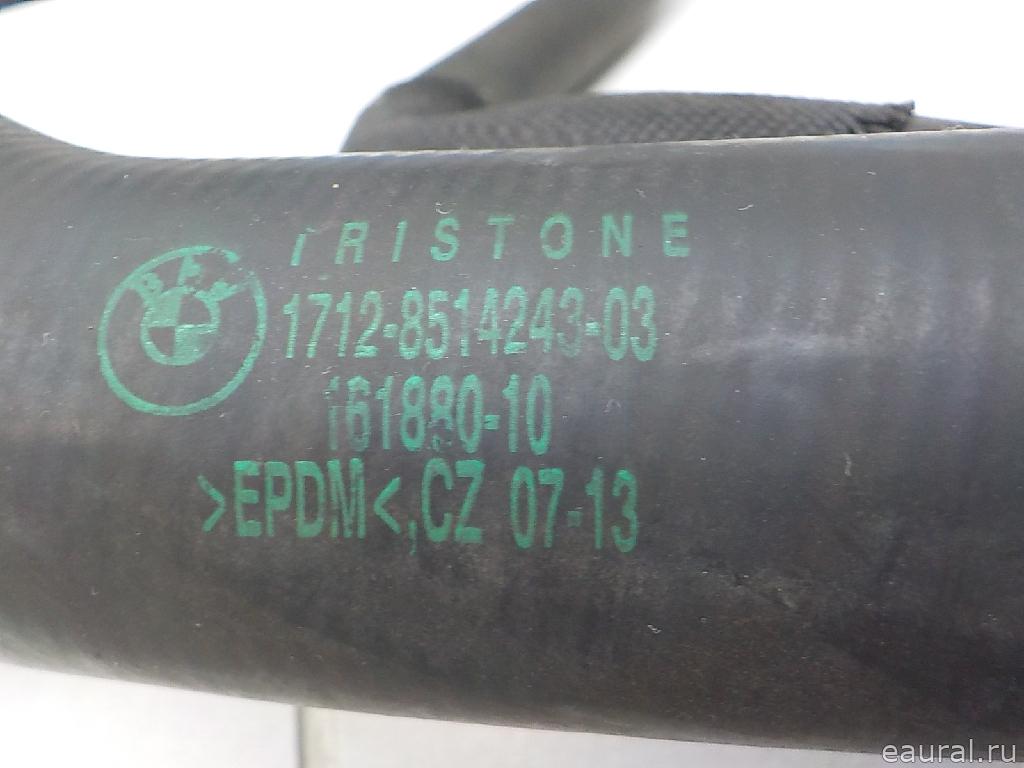 TRISTONE
1712-8514243-03
161880-10
>EPDM<,CZ 07-13
eaural.ru